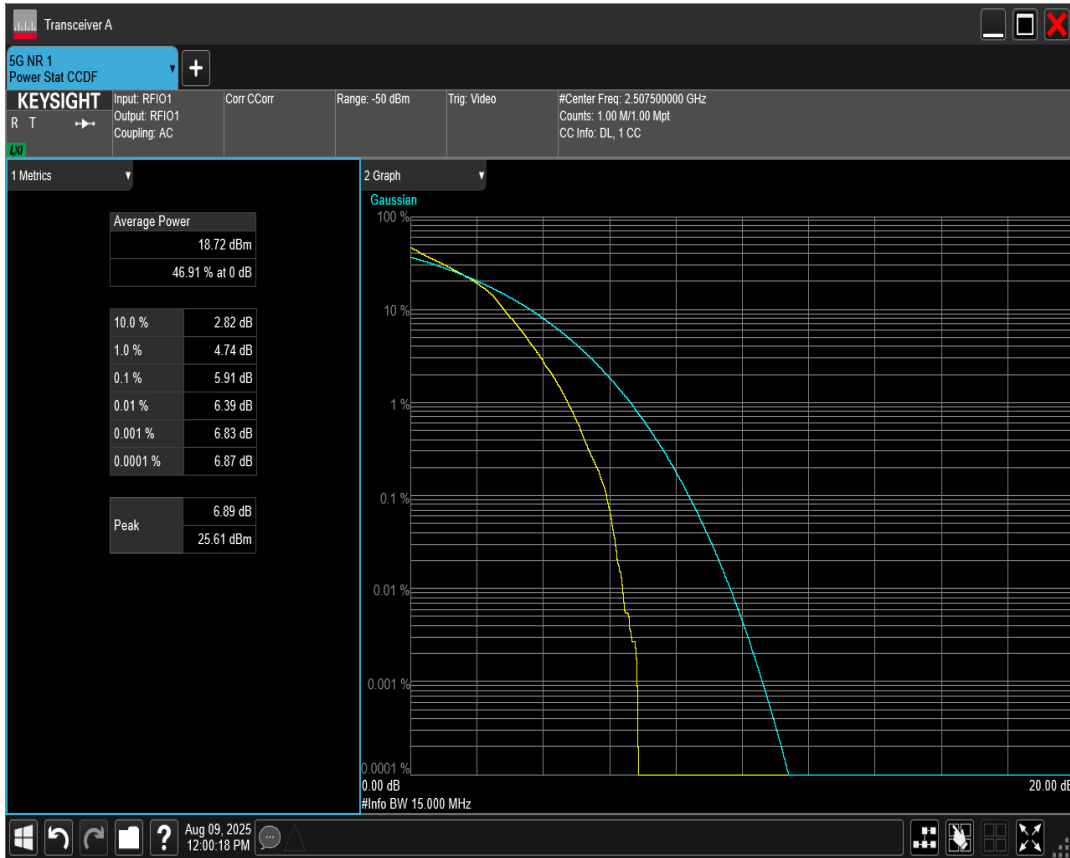 Transceiver A
5G NR 1
Power Stat CCDF
KEYSIGHT
R T
LXI
Input: RFIO1
Output: RFIO1
Coupling: AC
Corr CCorr
Range: -50 dBm
Trig: Video
#Center Freq: 2.507500000 GHz
Counts: 1.00 M/1.00 Mpt
CC Info: DL, 1 CC
1 Metrics
Average Power
18.72 dBm
46.91 % at 0 dB
10.0 % 2.82 dB
1.0 % 4.74 dB
0.1 % 5.91 dB
0.01 % 6.39 dB
0.001 % 6.83 dB
0.0001 % 6.87 dB
Peak
6.89 dB
25.61 dBm
2 Graph
Gaussian
100 %
10 %
1 %
0.1 %
0.01 %
0.001 %
0.0001 %
0.00 dB 20.00 dB
#Info BW 15.000 MHz
Aug 09, 2025
12:00:18 PM